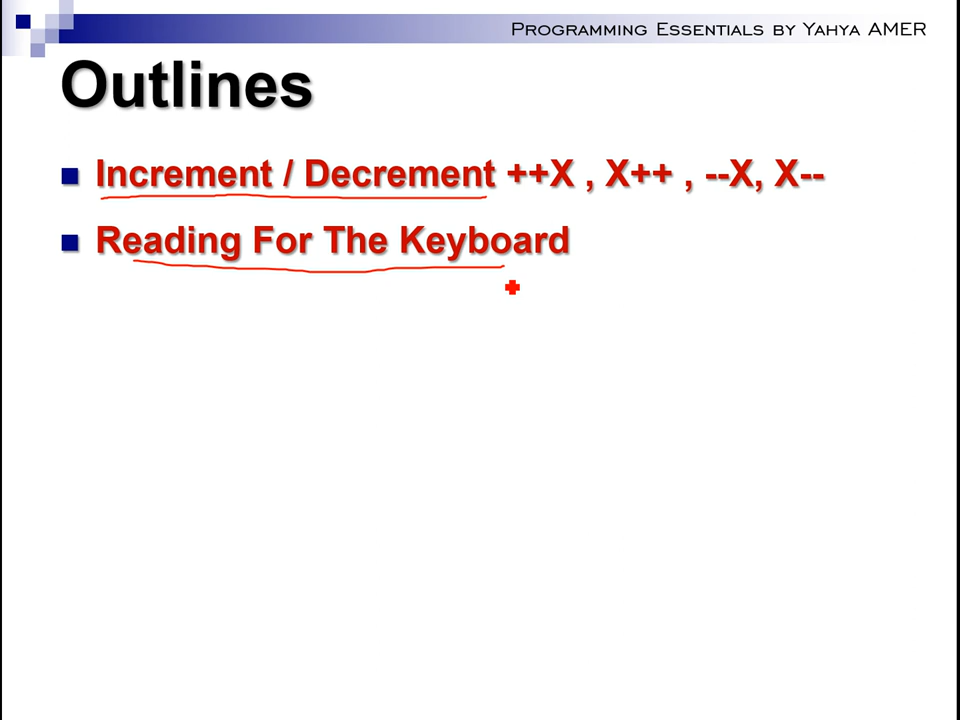 Programming Essentials by Yahya AMER
Outlines
Increment / Decrement ++X , X++ , --X, X--
Reading For The Keyboard